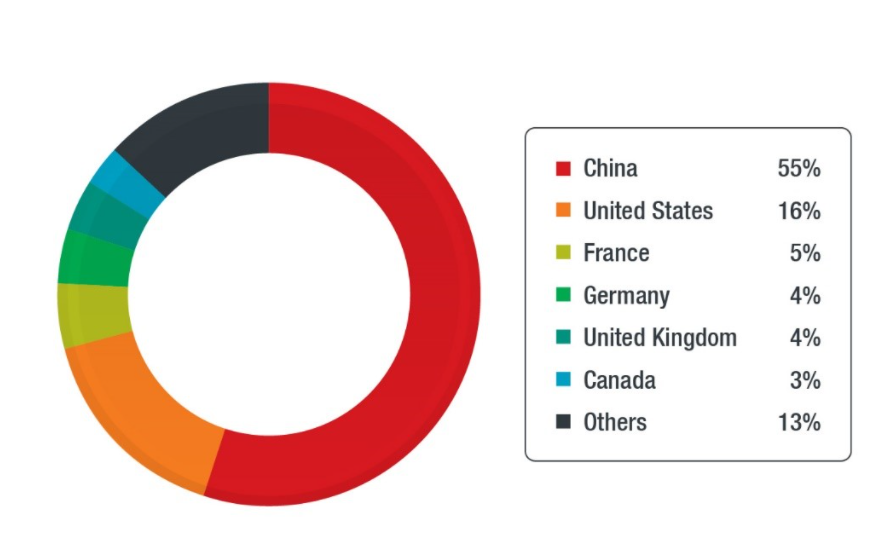 China 55%
United States 16%
France 5%
Germany 4%
United Kingdom 4%
Canada 3%
Others 13%